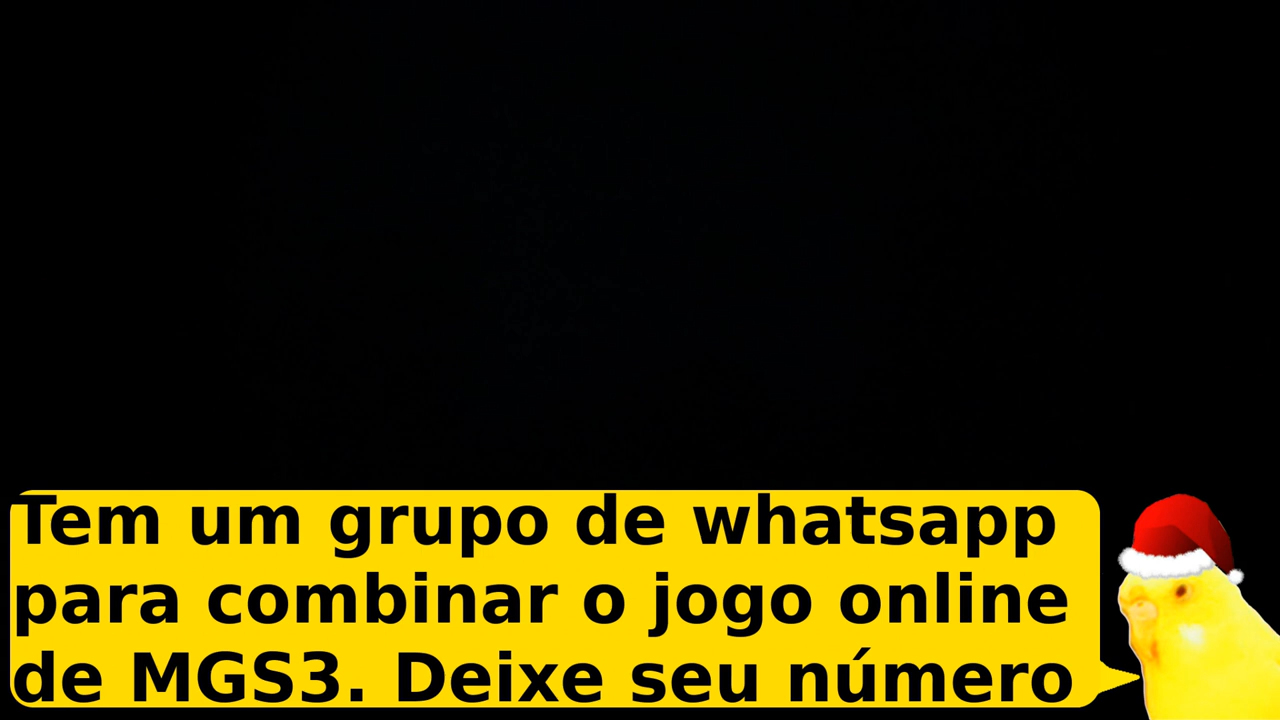 Tem um grupo de whatsapp
para combinar o jogo online
de MGS3. Deixe seu número